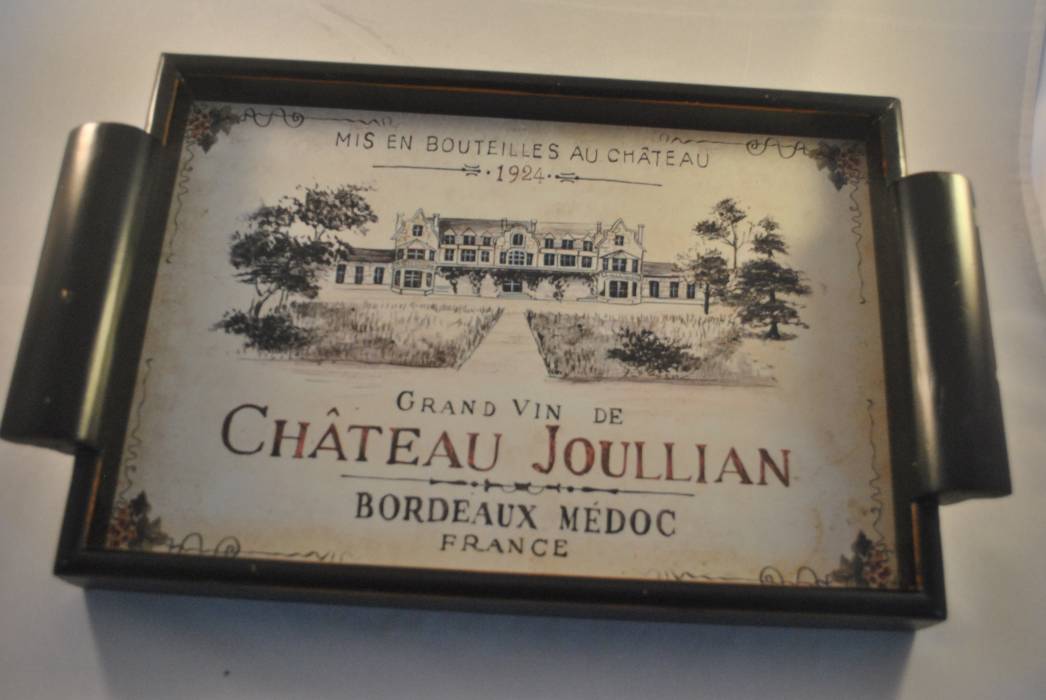 MIS EN BOUTEILLES AU CHÂTEAU
·1924·
GRAND VIN DE
CHÂTEAU JOULLIAN
BORDEAUX MÉDOC
FRANCE